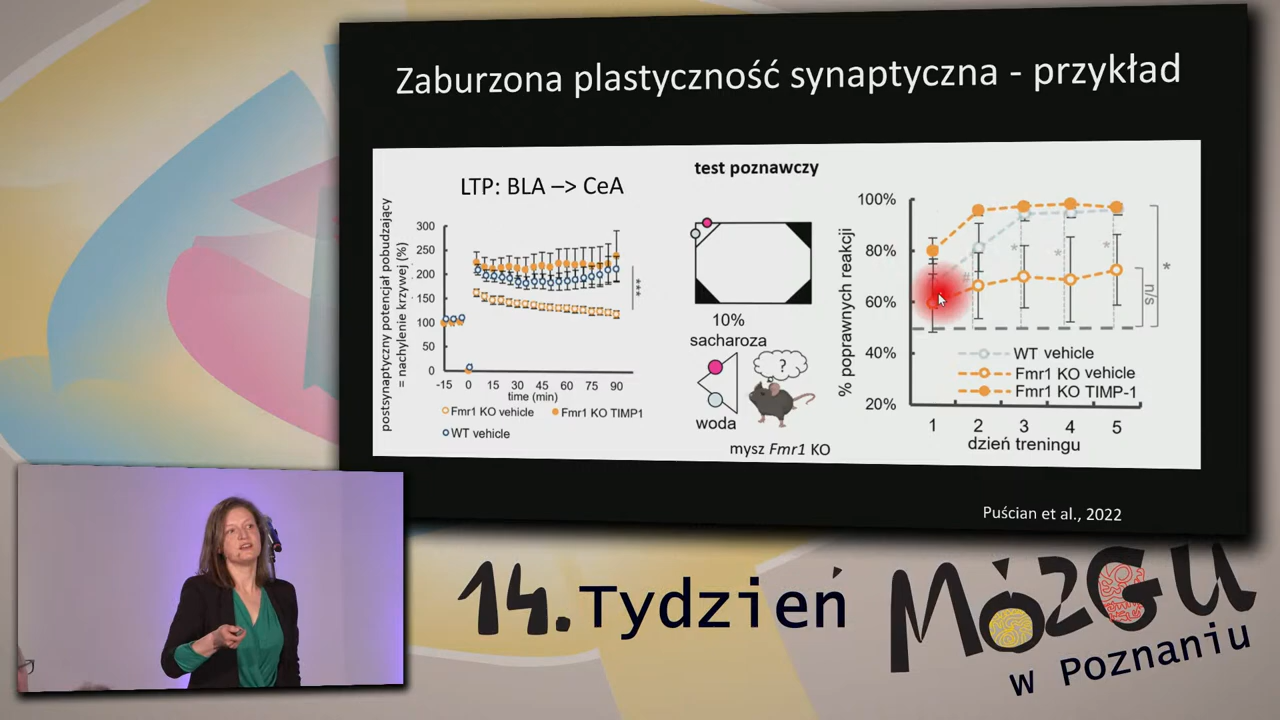 Zaburzona plastyczność synaptyczna - przykład
postsynaptyczny potencjał pobudzający
= nachylenie krzywej (%)
LTP: BLA –> CeA
300
250
200
150
100
50
0
-15 0 15 30 45 60 75 90
time (min)
***
Fmr1 KO vehicle
Fmr1 KO TIMP1
WT vehicle
test poznawczy
10%
sacharoza
?
woda
mysz Fmr1 KO
% poprawnych reakcji
100%
80%
60%
40%
20%
#
* * *
n/s
*
WT vehicle
Fmr1 KO vehicle
Fmr1 KO TIMP-1
1 2 3 4 5
dzień treningu
Puścian et al., 2022
14. Tydzień
MÓZGU
w Poznaniu